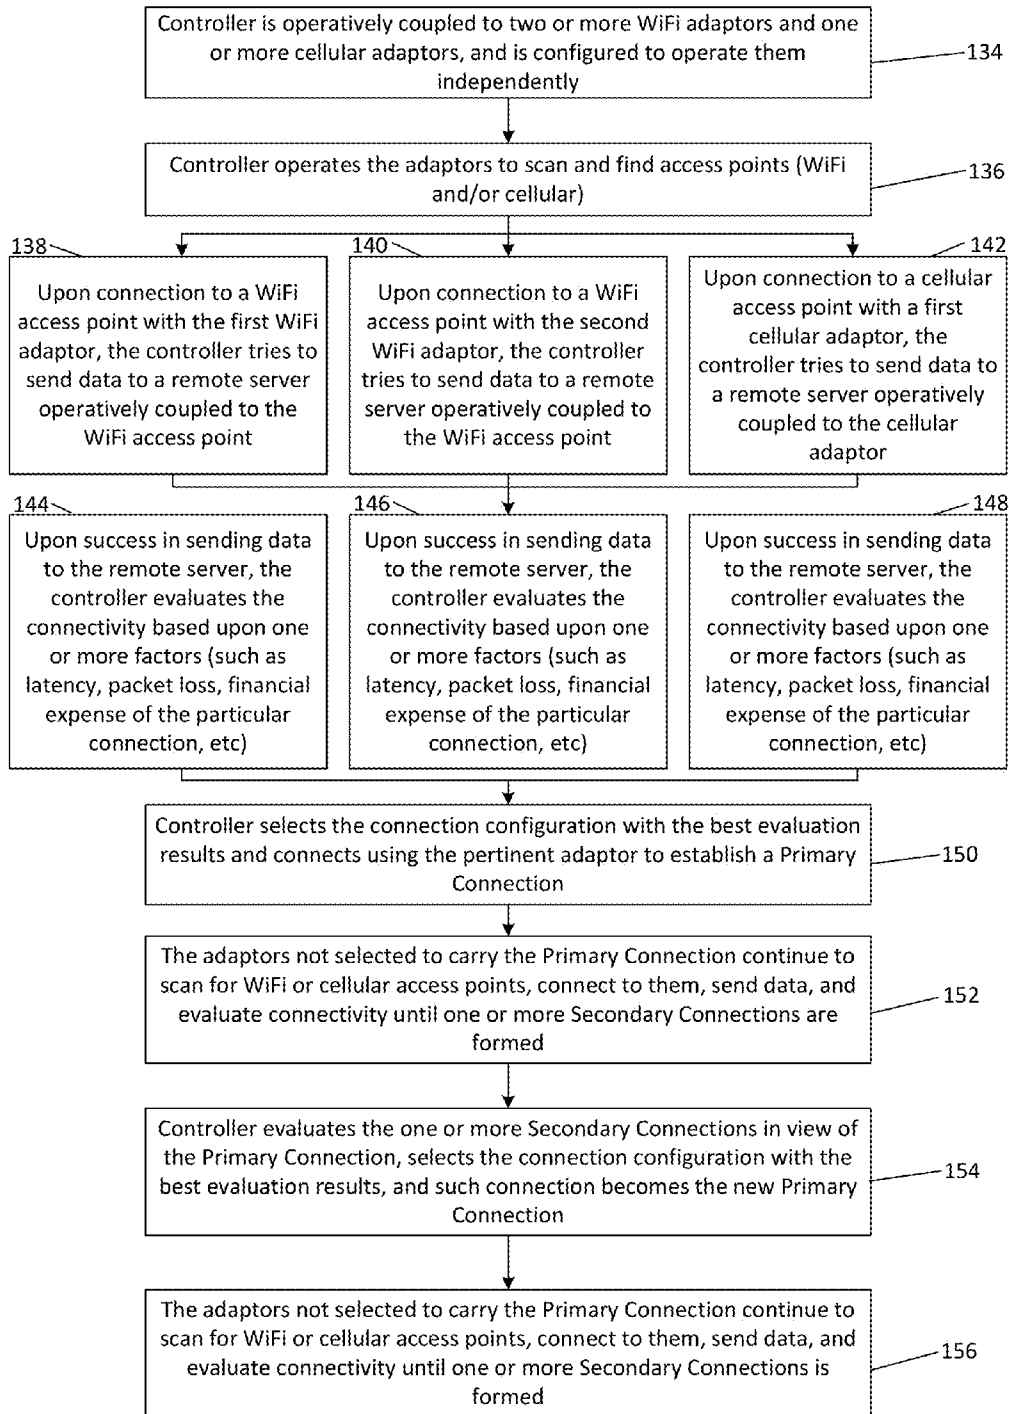 Controller is operatively coupled to two or more WiFi adaptors and one
or more cellular adaptors, and is configured to operate them
independently
134
Controller operates the adaptors to scan and find access points (WiFi
and/or cellular)
136
138
Upon connection to a WiFi
access point with the first WiFi
adaptor, the controller tries to
send data to a remote server
operatively coupled to the
WiFi access point
140
Upon connection to a WiFi
access point with the second
WiFi adaptor, the controller
tries to send data to a remote
server operatively coupled to
the WiFi access point
142
Upon connection to a cellular
access point with a first
cellular adaptor, the
controller tries to send data to
a remote server operatively
coupled to the cellular
adaptor
144
Upon success in sending data
to the remote server, the
controller evaluates the
connectivity based upon one
or more factors (such as
latency, packet loss, financial
expense of the particular
connection, etc)
146
Upon success in sending data
to the remote server, the
controller evaluates the
connectivity based upon one
or more factors (such as
latency, packet loss, financial
expense of the particular
connection, etc)
148
Upon success in sending data
to the remote server, the
controller evaluates the
connectivity based upon one
or more factors (such as
latency, packet loss, financial
expense of the particular
connection, etc)
Controller selects the connection configuration with the best evaluation
results and connects using the pertinent adaptor to establish a Primary
Connection
150
The adaptors not selected to carry the Primary Connection continue to
scan for WiFi or cellular access points, connect to them, send data, and
evaluate connectivity until one or more Secondary Connections are
formed
152
Controller evaluates the one or more Secondary Connections in view of
the Primary Connection, selects the connection configuration with the
best evaluation results, and such connection becomes the new Primary
Connection
154
The adaptors not selected to carry the Primary Connection continue to
scan for WiFi or cellular access points, connect to them, send data, and
evaluate connectivity until one or more Secondary Connections is
formed
156